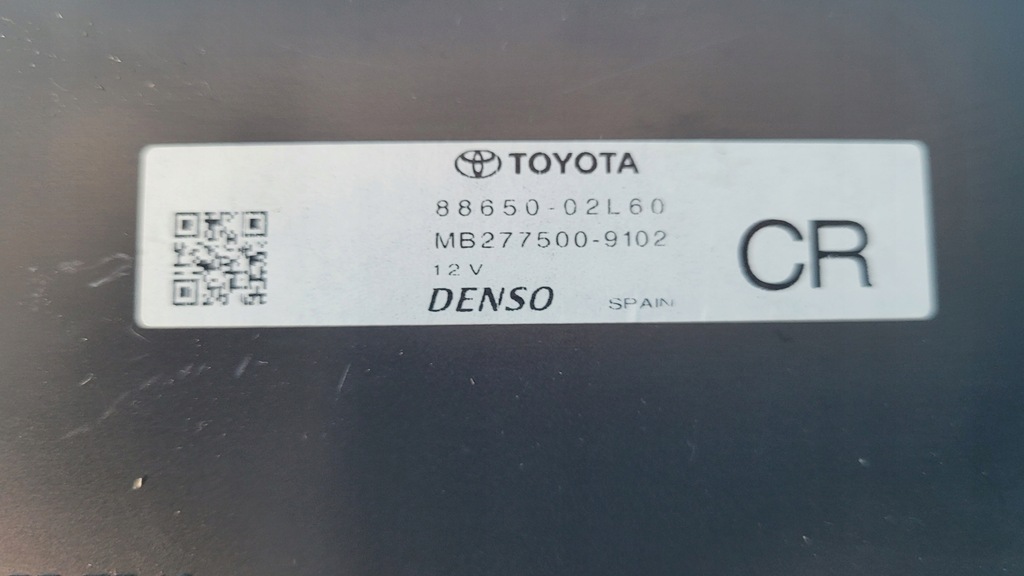 TOYOTA
88650-02L60
MB277500-9102
12V
DENSO SPAIN
CR